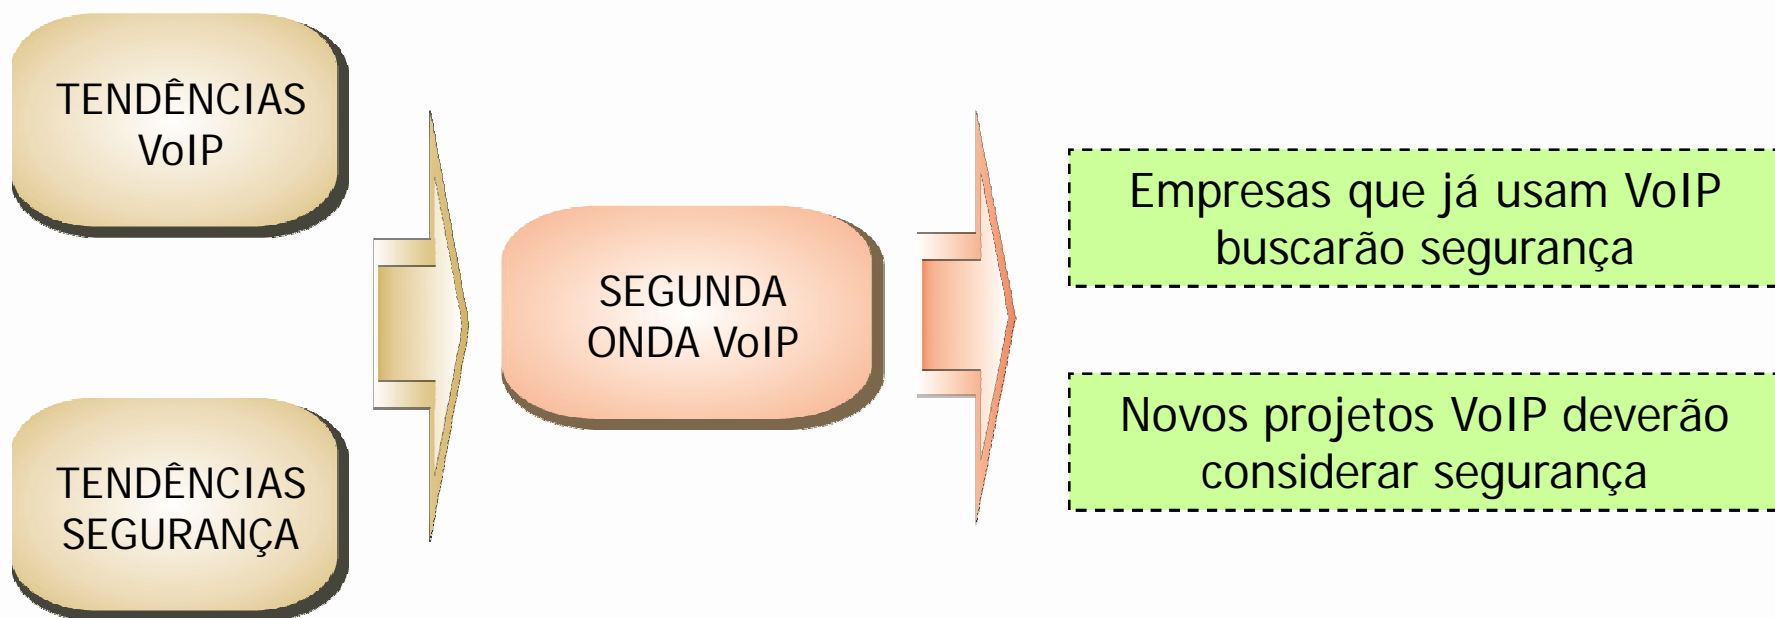 TENDÊNCIAS
VoIP
TENDÊNCIAS
SEGURANÇA
SEGUNDA
ONDA VoIP
Empresas que já usam VoIP
buscarão segurança
Novos projetos VoIP deverão
considerar segurança